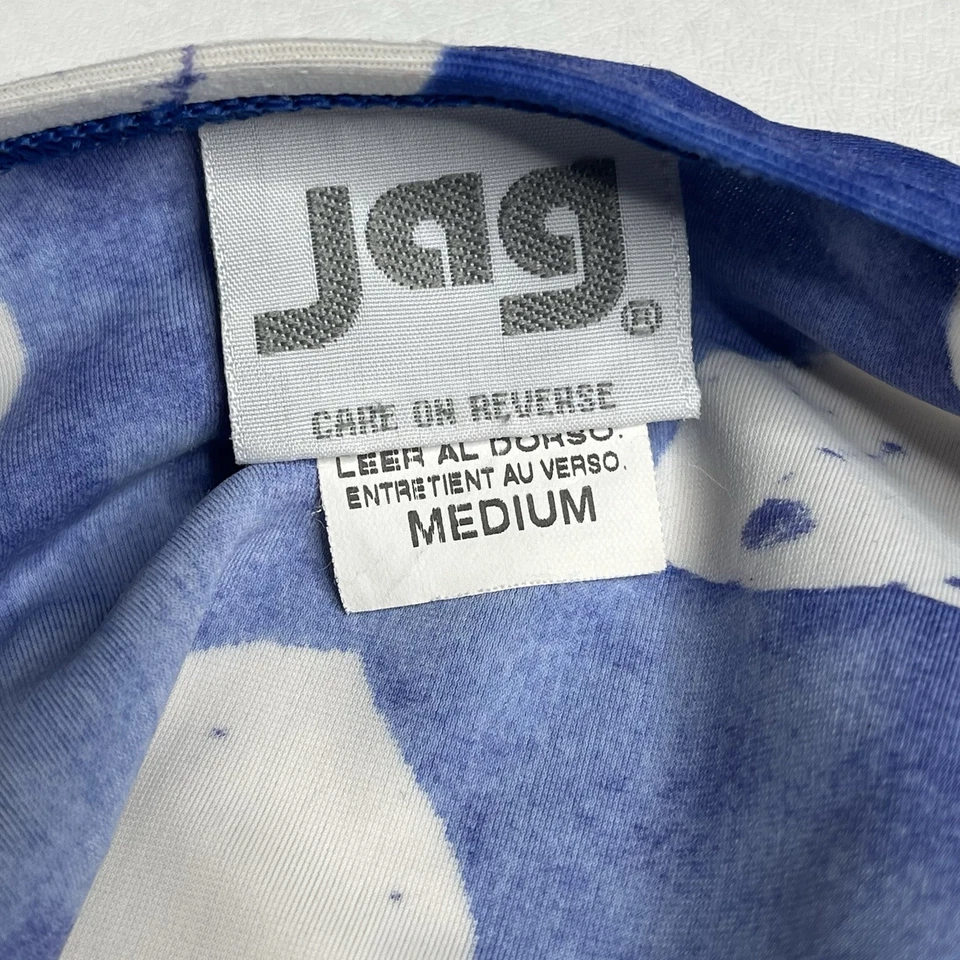 jag®
CARE ON REVERSE
LEER AL DORSO.
ENTRETIENT AU VERSO.
MEDIUM